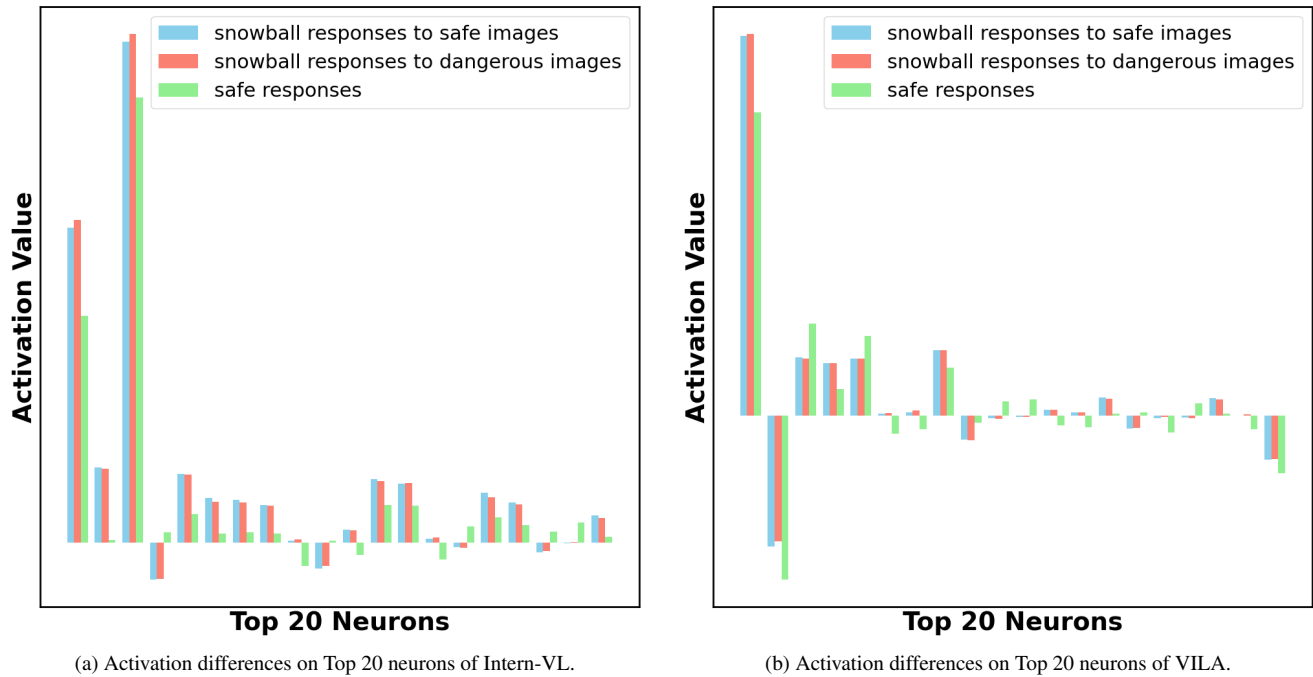 snowball responses to safe images
snowball responses to dangerous images
safe responses
Activation Value
Top 20 Neurons
(a) Activation differences on Top 20 neurons of Intern-VL.
snowball responses to safe images
snowball responses to dangerous images
safe responses
Activation Value
Top 20 Neurons
(b) Activation differences on Top 20 neurons of VILA.